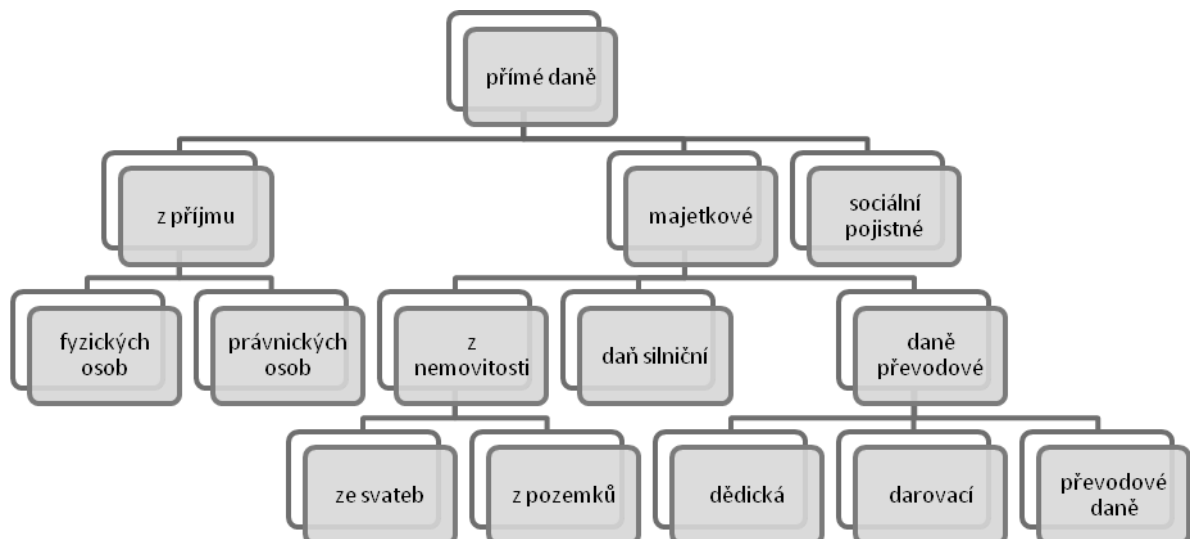 přímé daně
z příjmu
majetkové
sociální
pojistné
fyzických
osob
právnických
osob
z
nemovitosti
daň silniční
daně
převodové
ze svateb
z pozemků
dědická
darovací
převodové
daně